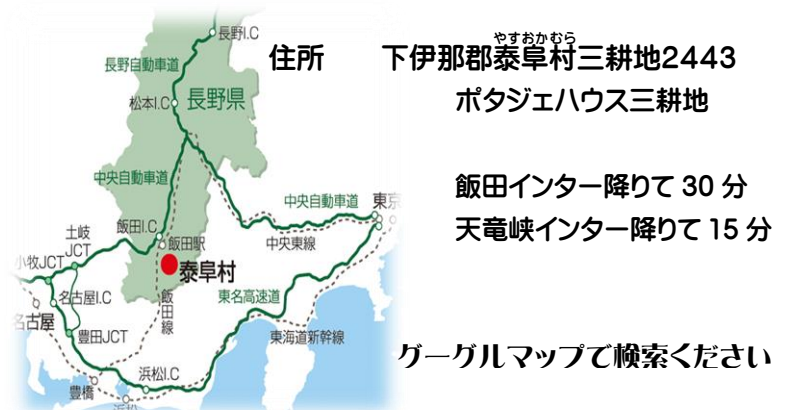 長野I.C
長野自動車道
松本I.C
長野県
中央自動車道
中央自動車道
東京
飯田I.C
中央東線
土岐
JCT
飯田駅
小牧JCT
泰阜村
名古屋I.C
飯田線
東名高速道
名古屋
豊田JCT
東海道新幹線
浜松I.C
豊橋
浜松
住所 下伊那郡泰阜村三耕地2443
やすおかむら
ポタジェハウス三耕地
飯田インター降りて 30 分
天竜峡インター降りて 15 分
グーグルマップで検索ください